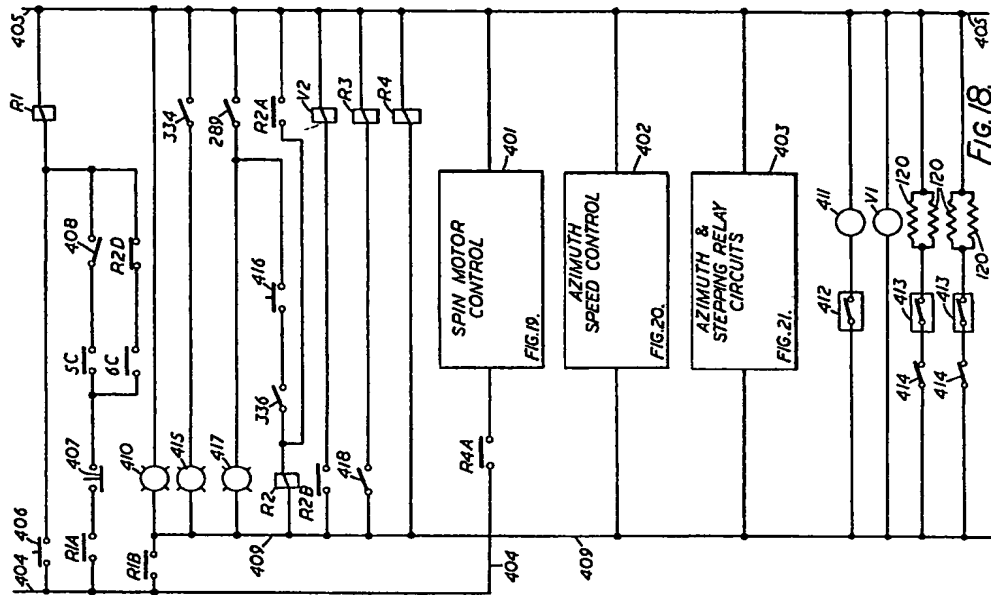 405
R1
406
404
408
R2D
5C
6C
407
R1A
R1B
410
334
415
289
417
R2A
416
336
R2
V2
R2B
R3
418
R4
409
404
R4A
SPIN MOTOR
CONTROL
FIG.19.
401
AZIMUTH
SPEED CONTROL
FIG.20.
402
409
AZIMUTH &
STEPPING RELAY
CIRCUITS
FIG.21.
403
411
412
V1
120
413
414
120
120
413
414
405
FIG.18.